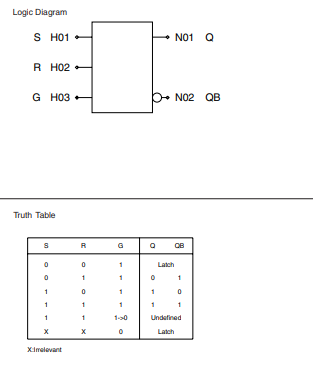 Logic Diagram
S H01 N01 Q
R H02
G H03 N02 QB
Truth Table
S R G Q QB
0 0 1 Latch
0 1 1 0 1
1 0 1 1 0
1 1 1 1 1
1 1 1->0 Undefined
X X 0 Latch
X:Irrelevant